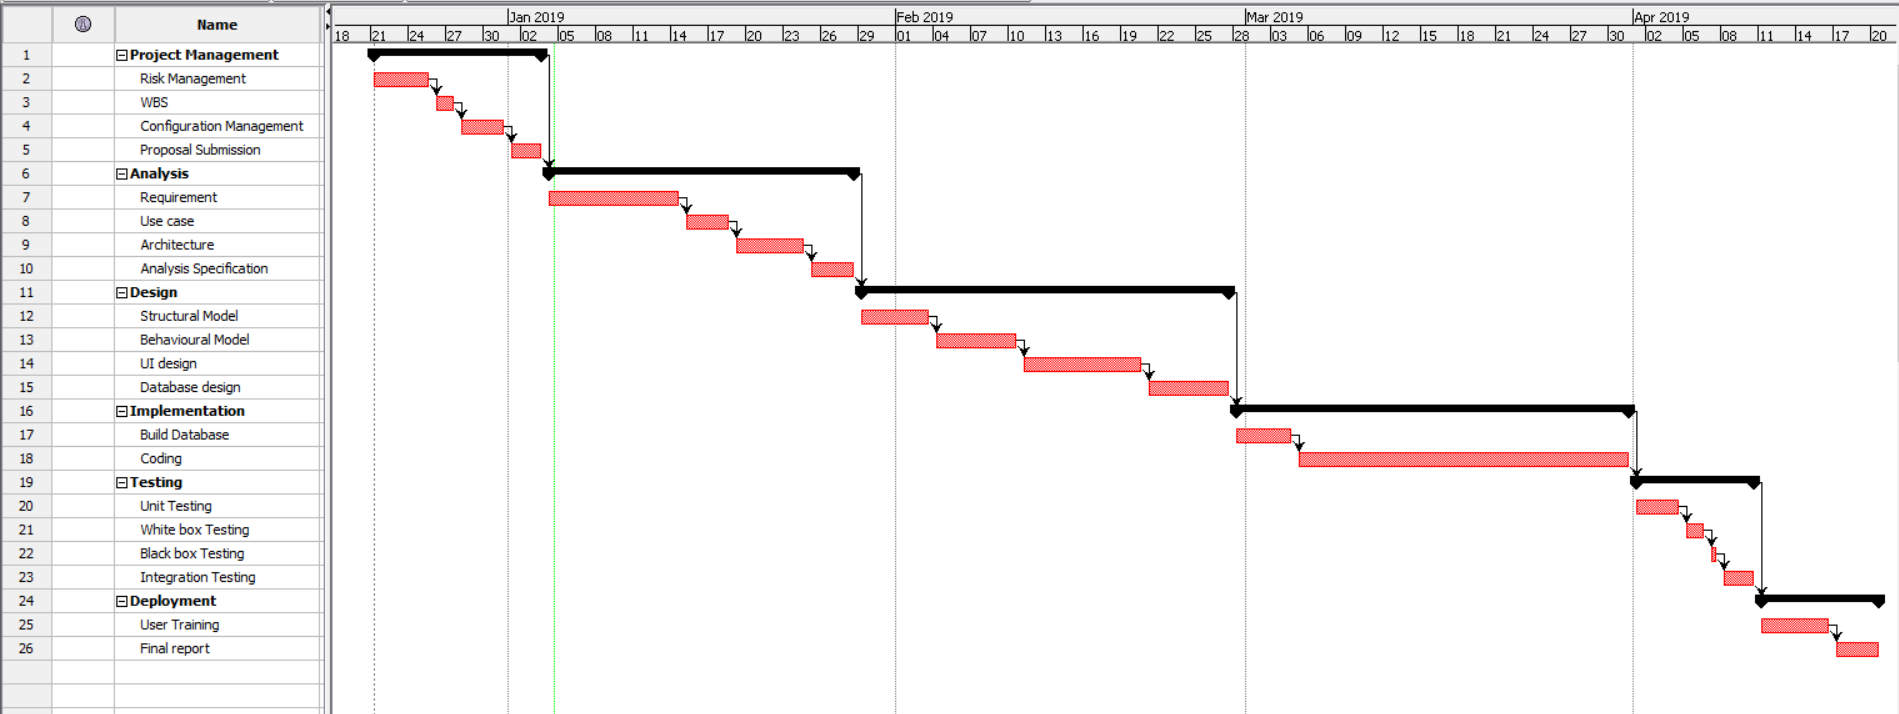 Name
Jan 2019 Feb 2019 Mar 2019 Apr 2019
18 21 24 27 30 02 05 08 11 14 17 20 23 26 29 01 04 07 10 13 16 19 22 25 28 03 06 09 12 15 18 21 24 27 30 02 05 08 11 14 17 20
1 Project Management
2 Risk Management
3 WBS
4 Configuration Management
5 Proposal Submission
6 Analysis
7 Requirement
8 Use case
9 Architecture
10 Analysis Specification
11 Design
12 Structural Model
13 Behavioural Model
14 UI design
15 Database design
16 Implementation
17 Build Database
18 Coding
19 Testing
20 Unit Testing
21 White box Testing
22 Black box Testing
23 Integration Testing
24 Deployment
25 User Training
26 Final report